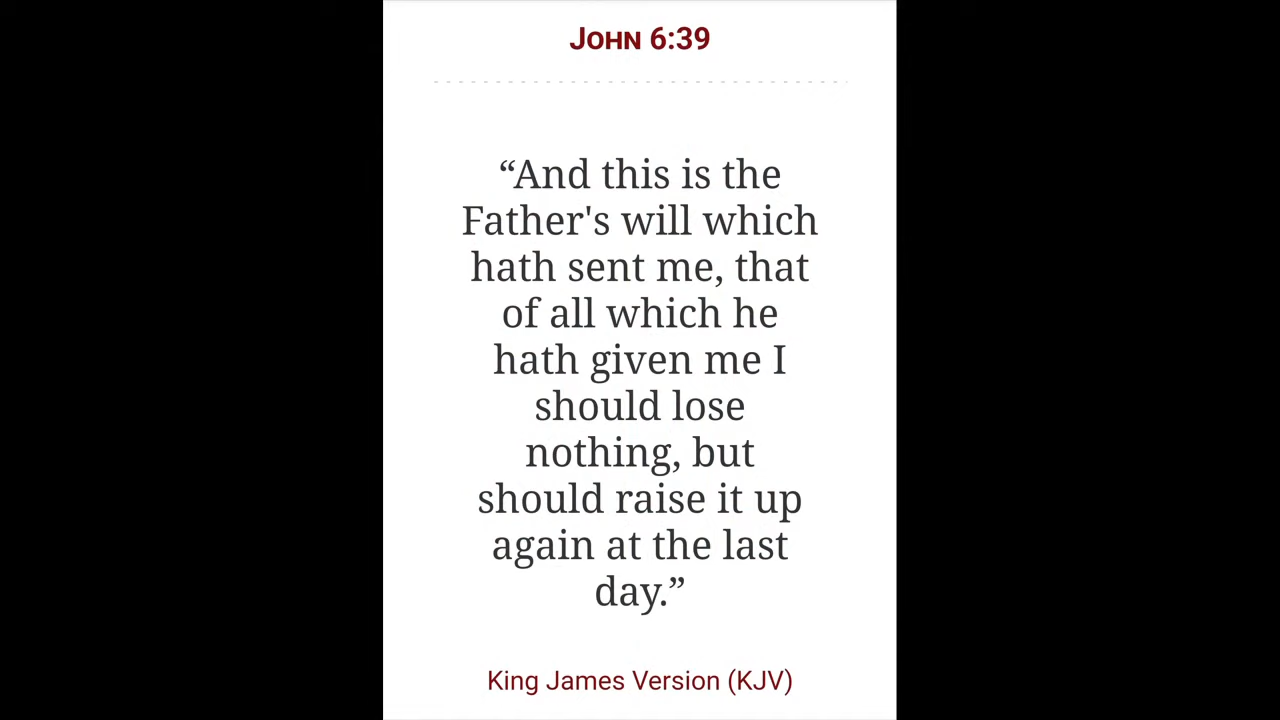 John 6:39
“And this is the
Father's will which
hath sent me, that
of all which he
hath given me I
should lose
nothing, but
should raise it up
again at the last
day.”
King James Version (KJV)